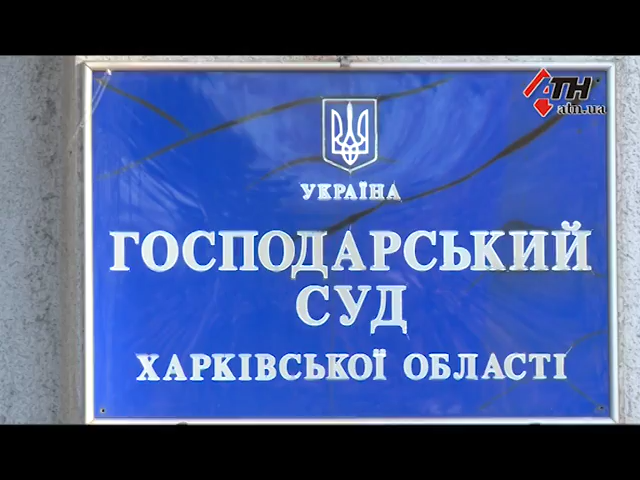 АТН
atn.ua
УКРАЇНА
ГОСПОДАРСЬКИЙ
СУД
ХАРКІВСЬКОЇ ОБЛАСТІ